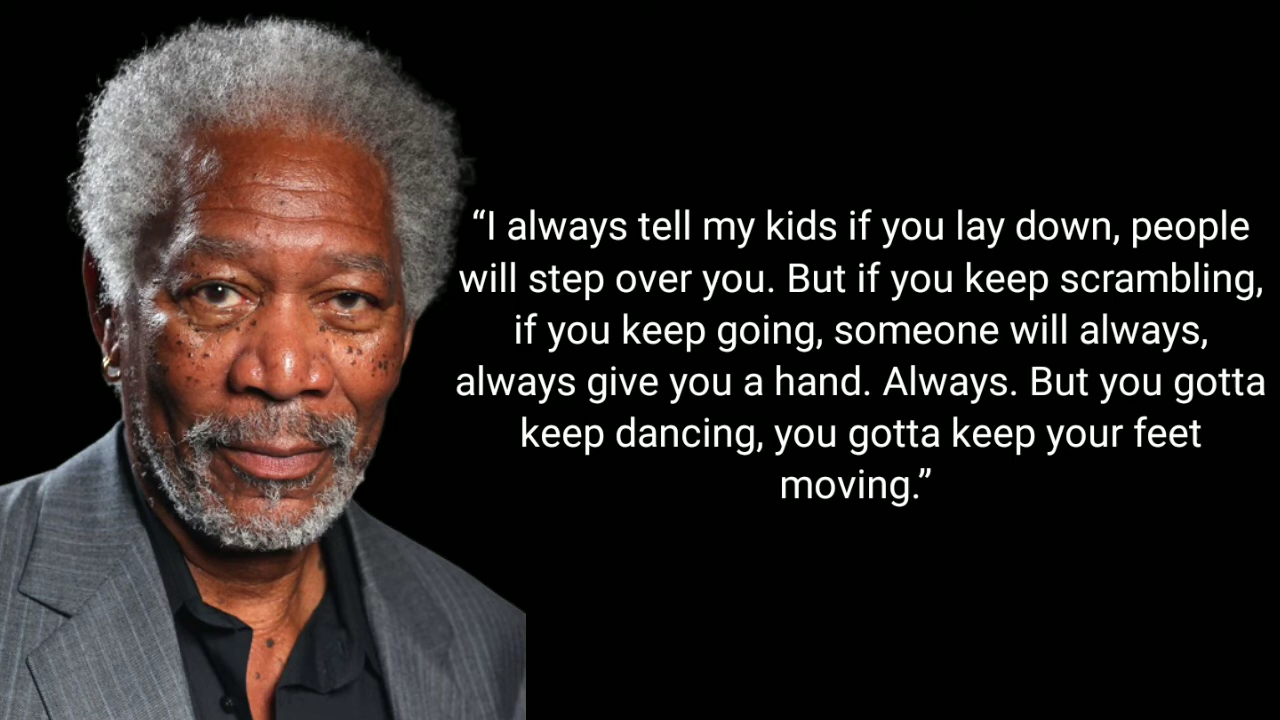 “I always tell my kids if you lay down, people
will step over you. But if you keep scrambling,
if you keep going, someone will always,
always give you a hand. Always. But you gotta
keep dancing, you gotta keep your feet
moving.”